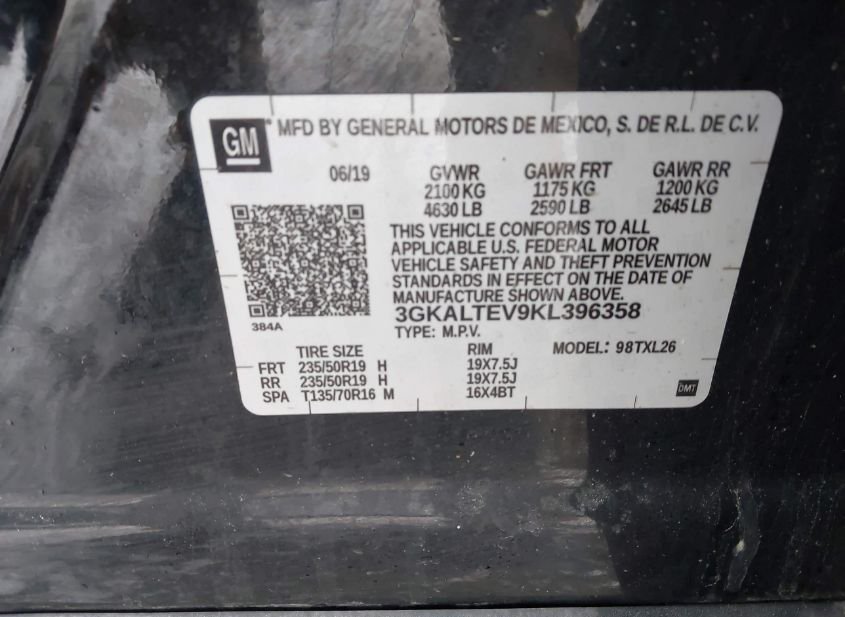 GM MFD BY GENERAL MOTORS DE MEXICO, S. DE R.L. DE C.V.
06/19 GVWR GAWR FRT GAWR RR
2100 KG 1175 KG 1200 KG
4630 LB 2590 LB 2645 LB
THIS VEHICLE CONFORMS TO ALL
APPLICABLE U.S. FEDERAL MOTOR
VEHICLE SAFETY AND THEFT PREVENTION
STANDARDS IN EFFECT ON THE DATE OF
MANUFACTURE SHOWN ABOVE.
3GKALTEV9KL396358
384A
TYPE: M.P.V.
TIRE SIZE RIM MODEL: 98TXL26
FRT 235/50R19 H 19X7.5J
RR 235/50R19 H 19X7.5J
SPA T135/70R16 M 16X4BT
DMT